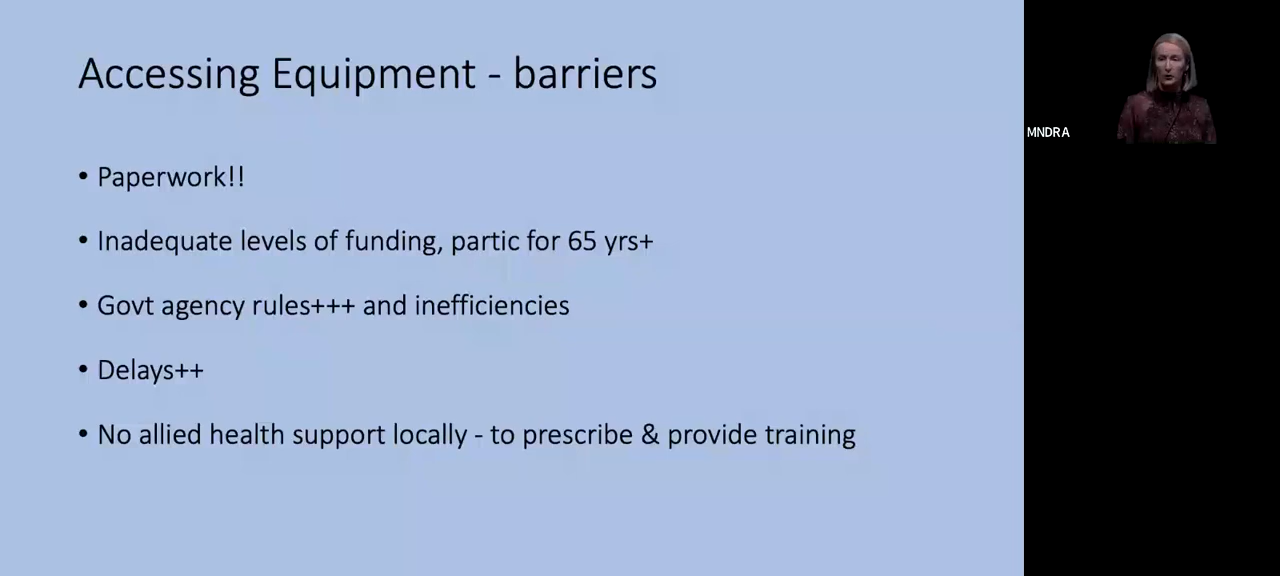 Accessing Equipment - barriers
• Paperwork!!
• Inadequate levels of funding, partic for 65 yrs+
• Govt agency rules+++ and inefficiencies
• Delays++
• No allied health support locally - to prescribe & provide training
MNDRA